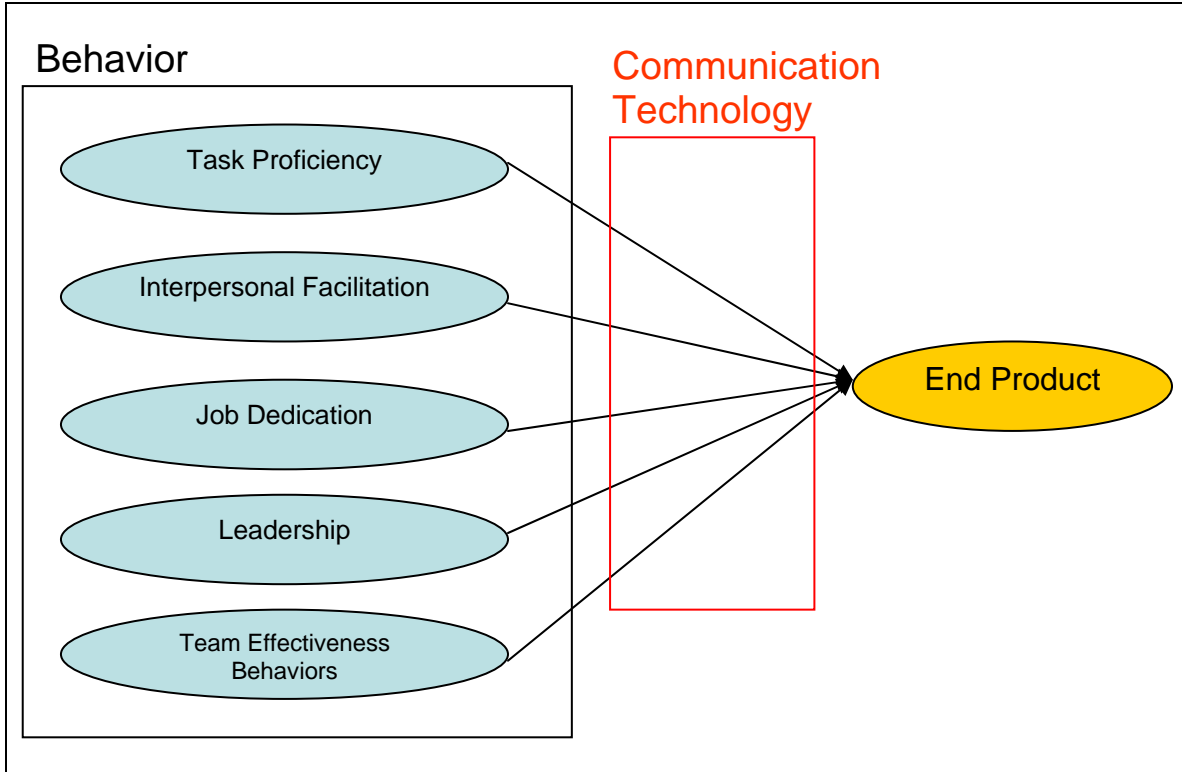 Behavior
Communication
Technology
Task Proficiency
Interpersonal Facilitation
Job Dedication
Leadership
Team Effectiveness
Behaviors
End Product